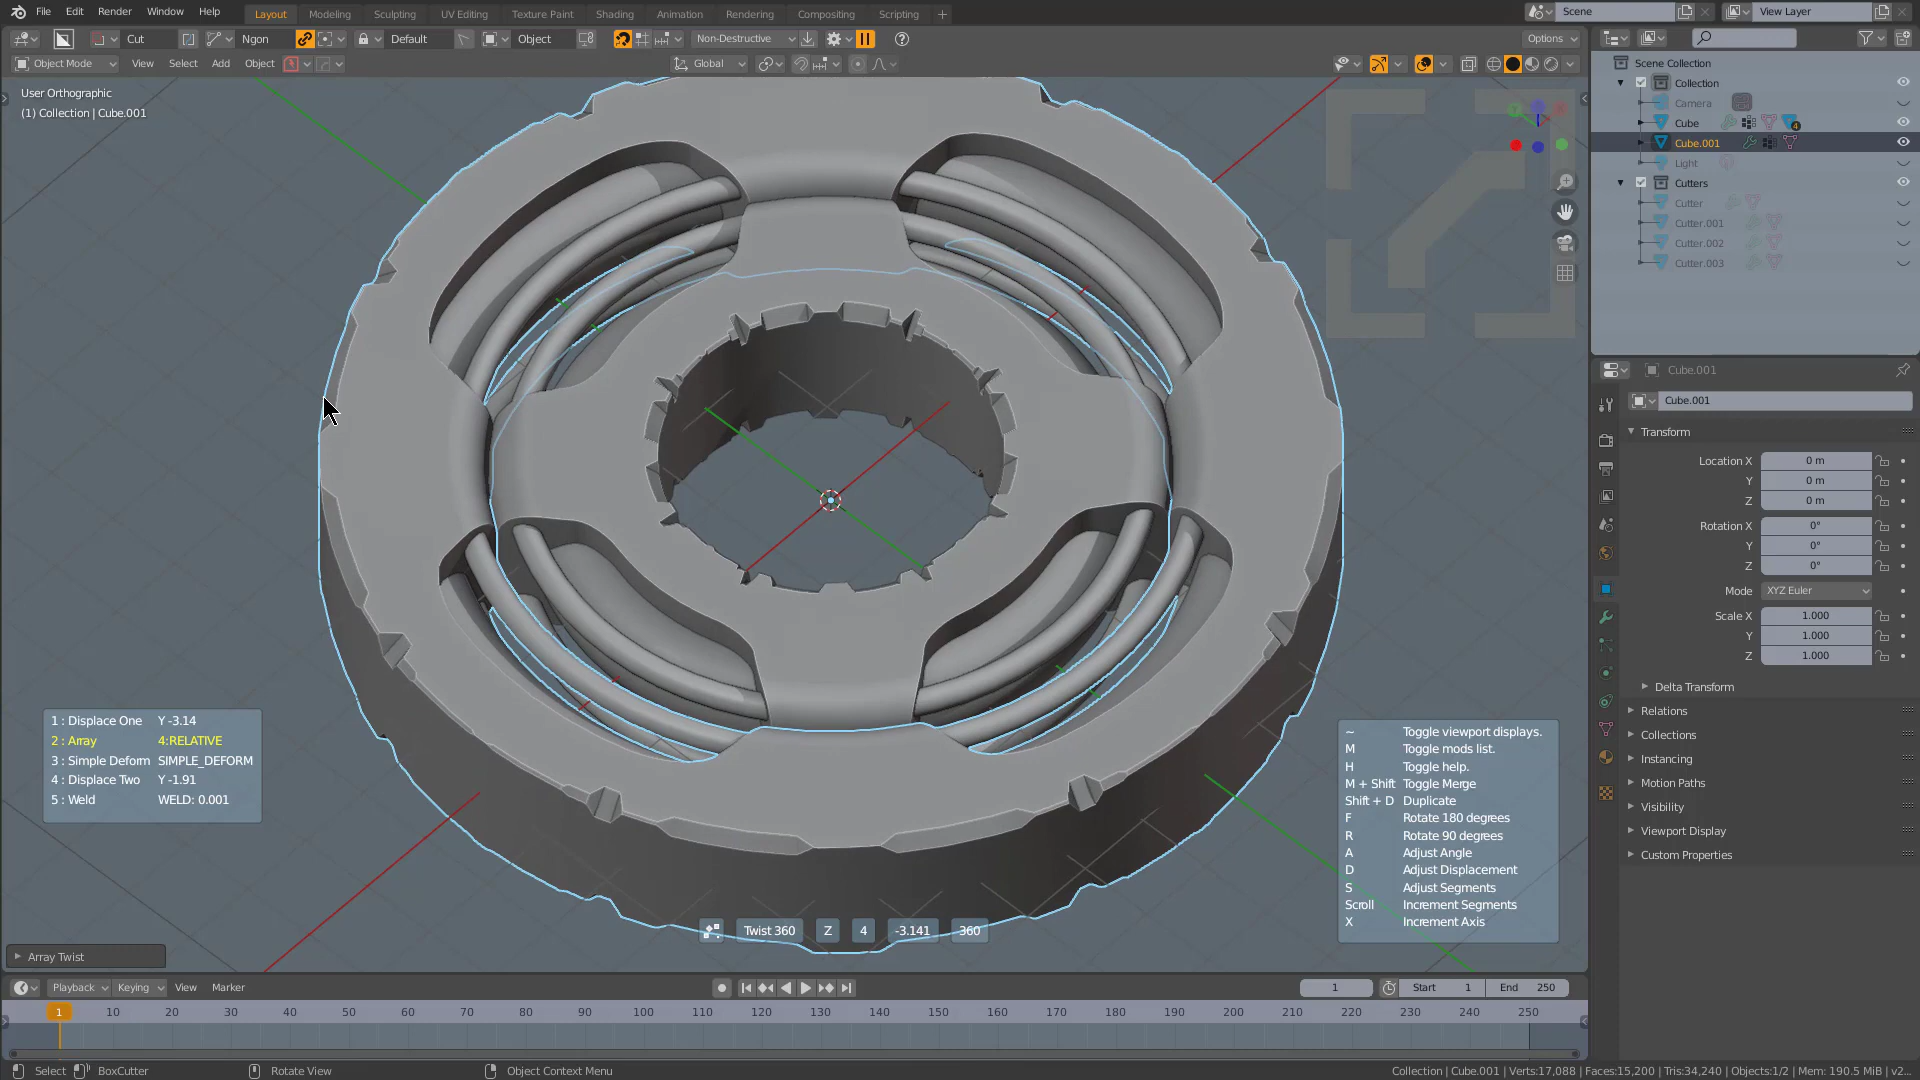 File Edit Render Window Help Layout Modeling Sculpting UV Editing Texture Paint Shading Animation Rendering Compositing Scripting + Scene View Layer
Cut Ngon Default Object Non-Destructive Options
Object Mode View Select Add Object Global
User Orthographic
(1) Collection | Cube.001
Scene Collection
Collection
Camera
Cube
4
Cube.001
Light
Cutters
Cutter
Cutter.001
Cutter.002
Cutter.003
Cube.001
Cube.001
Transform
Location X 0 m
Y 0 m
Z 0 m
Rotation X 0°
Y 0°
Z 0°
Mode XYZ Euler
Scale X 1.000
Y 1.000
Z 1.000
Delta Transform
Relations
Collections
Instancing
Motion Paths
Visibility
Viewport Display
Custom Properties
1 : Displace One Y -3.14
2 : Array 4:RELATIVE
3 : Simple Deform SIMPLE_DEFORM
4 : Displace Two Y -1.91
5 : Weld WELD: 0.001
~ Toggle viewport displays.
M Toggle mods list.
H Toggle help.
M + Shift Toggle Merge
Shift + D Duplicate
F Rotate 180 degrees
R Rotate 90 degrees
A Adjust Angle
D Adjust Displacement
S Adjust Segments
Scroll Increment Segments
X Increment Axis
Twist 360 Z 4 -3.141 360
Array Twist
Playback Keying View Marker 1 Start 1 End 250
1 10 20 30 40 50 60 70 80 90 100 110 120 130 140 150 160 170 180 190 200 210 220 230 240 250
Select BoxCutter Rotate View Object Context Menu Collection | Cube.001 | Verts:17,088 | Faces:15,200 | Tris:34,240 | Objects:1/2 | Mem: 190.5 MiB | v2...